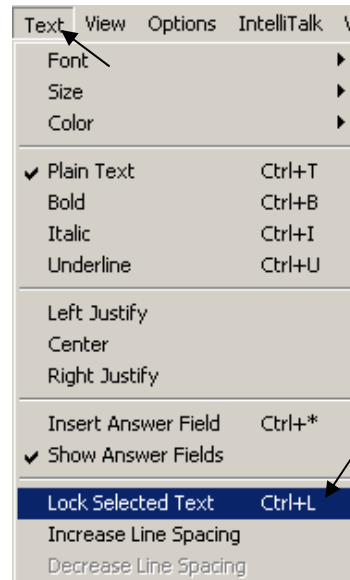 Text View Options IntelliTalk
Font
Size
Color
Plain Text Ctrl+T
Bold Ctrl+B
Italic Ctrl+I
Underline Ctrl+U
Left Justify
Center
Right Justify
Insert Answer Field Ctrl+*
Show Answer Fields
Lock Selected Text Ctrl+L
Increase Line Spacing
Decrease Line Spacing